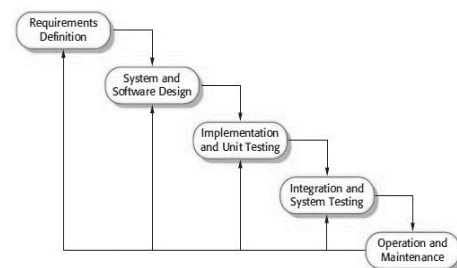 Requirements
Definition
System and
Software Design
Implementation
and Unit Testing
Integration and
System Testing
Operation and
Maintenance